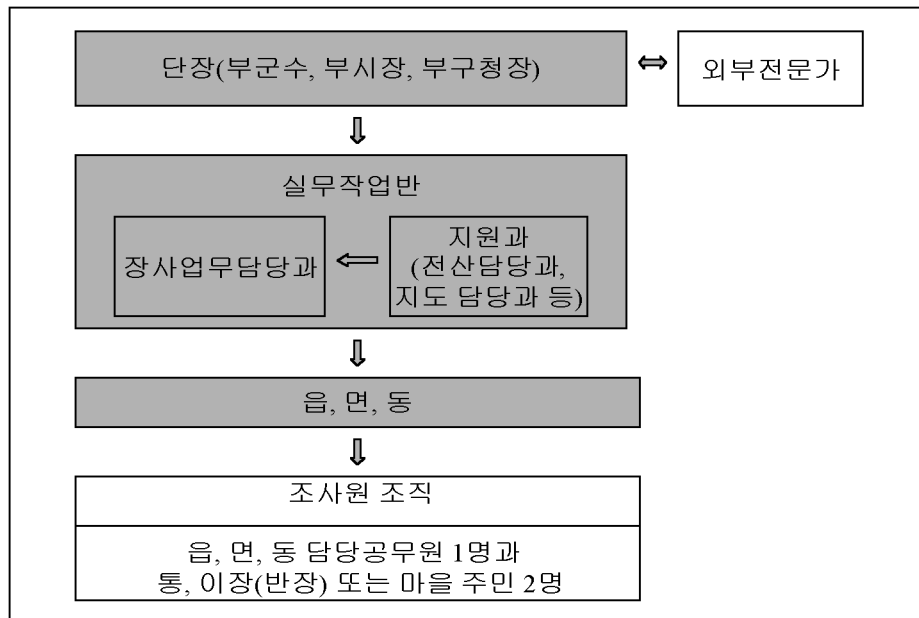 단장(부군수, 부시장, 부구청장)
외부전문가
실무작업반
장사업무담당과
지원과
(전산담당과,
지도 담당과 등)
읍, 면, 동
조사원 조직
읍, 면, 동 담당공무원 1명과
통, 이장(반장) 또는 마을 주민 2명